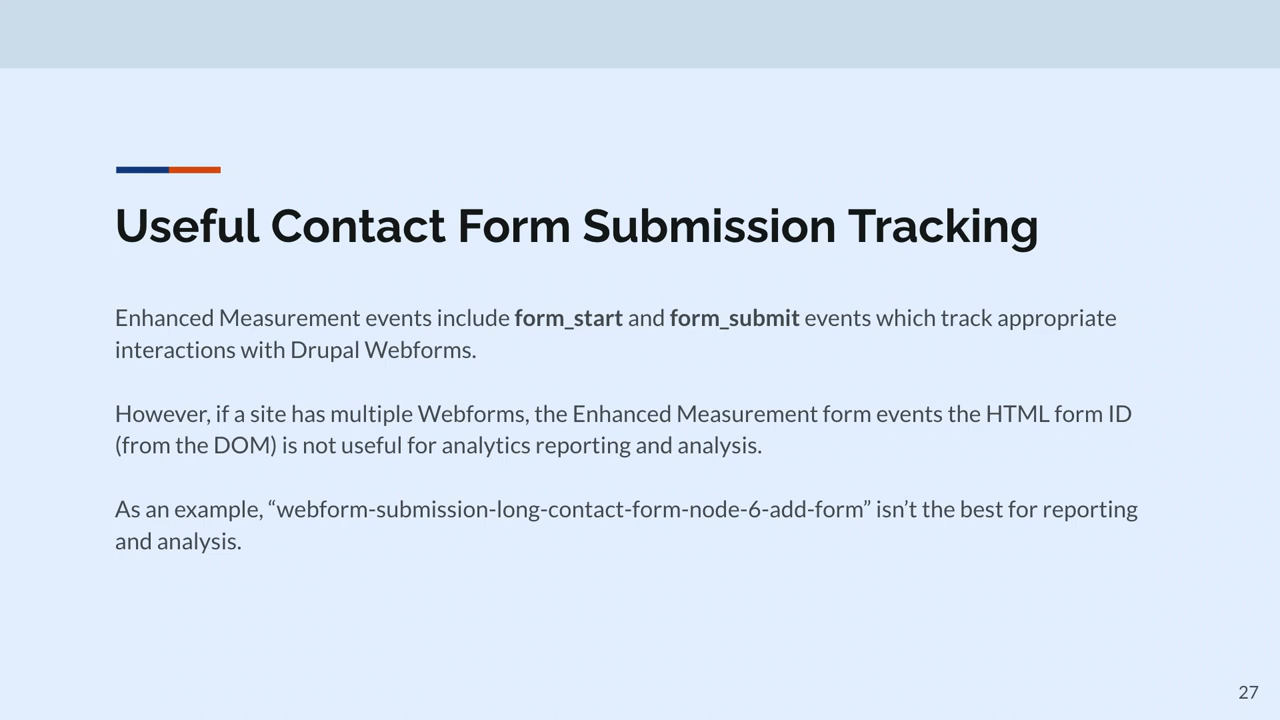 Useful Contact Form Submission Tracking
Enhanced Measurement events include form_start and form_submit events which track appropriate
interactions with Drupal Webforms.
However, if a site has multiple Webforms, the Enhanced Measurement form events the HTML form ID
(from the DOM) is not useful for analytics reporting and analysis.
As an example, “webform-submission-long-contact-form-node-6-add-form” isn’t the best for reporting
and analysis.
27